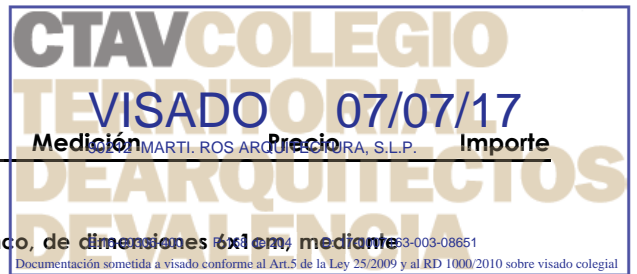 CTAVCOLEGIO
TERRITORIAL
VISADO 07/07/17
Medición Precio Importe
90212 MARTI. ROS ARQUITECTURA, S.L.P.
DEARQUITECTOS
co, de dimensiones 6x1cm, mediante
DEVALENCIA
Documentación sometida a visado conforme al Art.5 de la Ley 25/2009 y al RD 1000/2010 sobre visado colegial